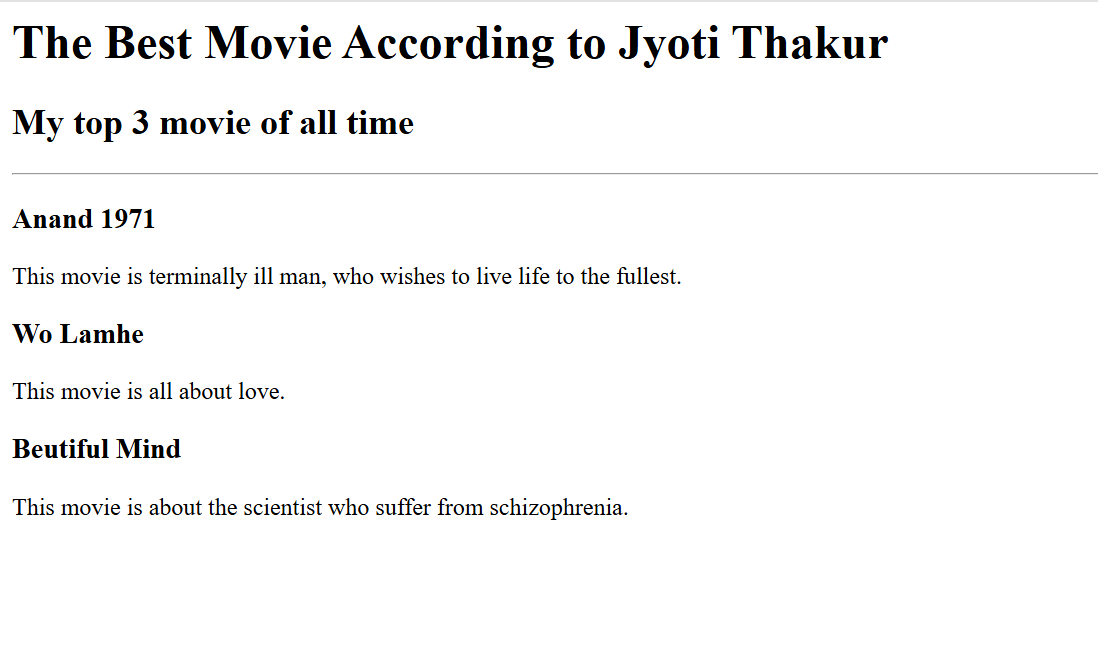 The Best Movie According to Jyoti Thakur
My top 3 movie of all time
Anand 1971
This movie is terminally ill man, who wishes to live life to the fullest.
Wo Lamhe
This movie is all about love.
Beutiful Mind
This movie is about the scientist who suffer from schizophrenia.